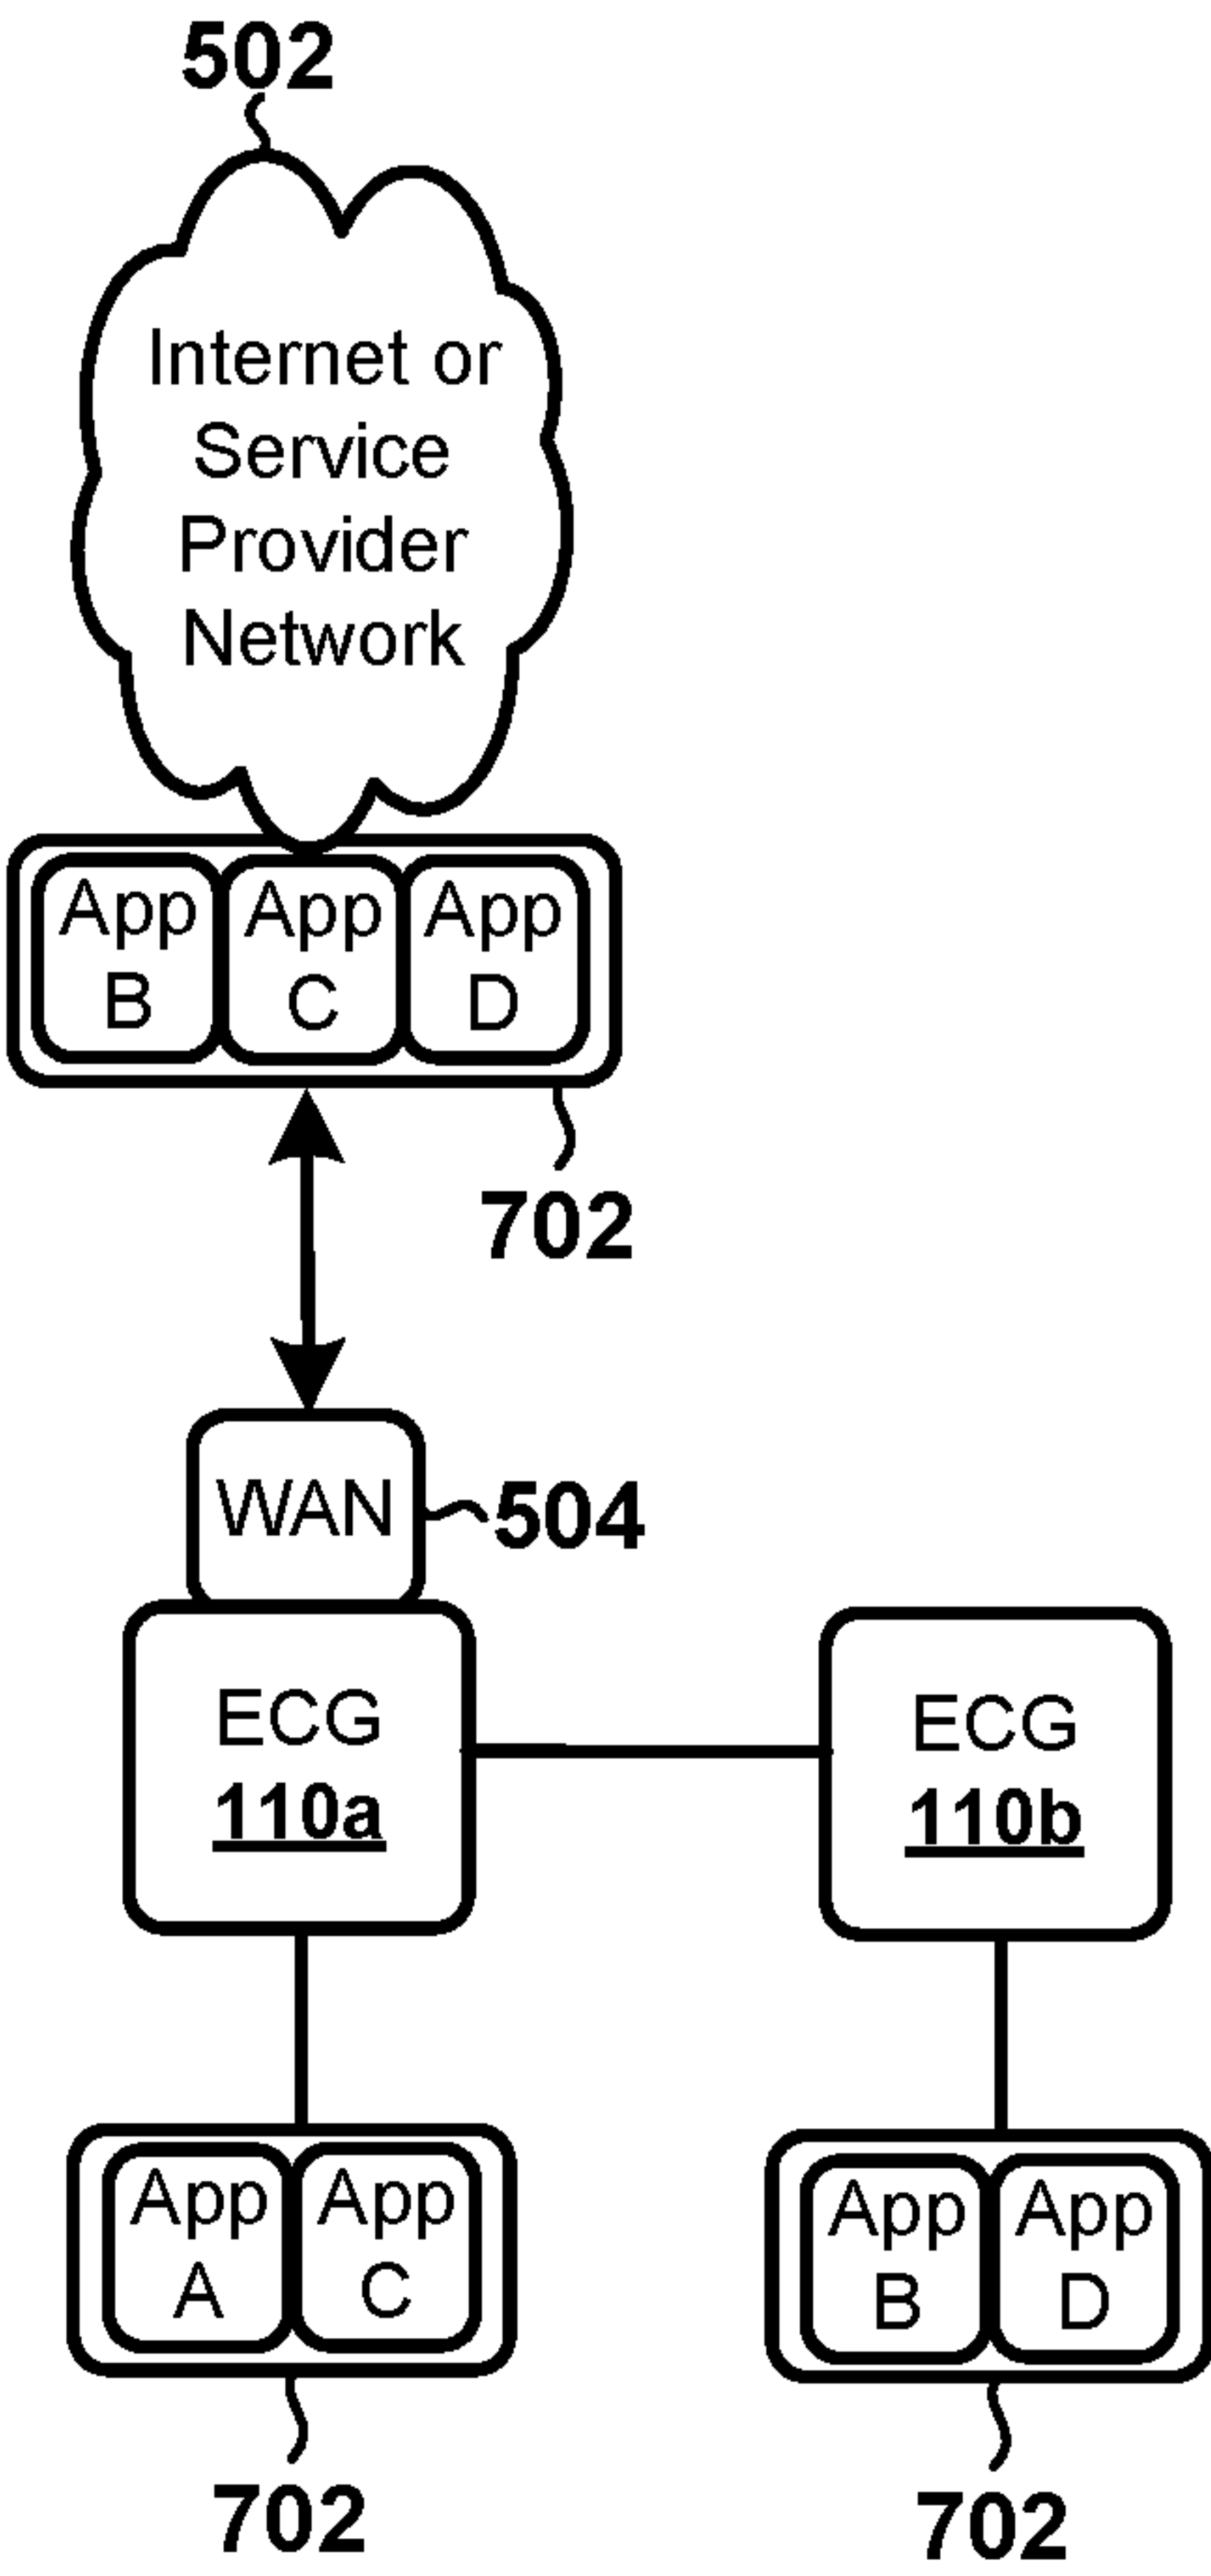 502
Internet or
Service
Provider
Network
App
B
App
C
App
D
702
WAN
504
ECG
110a
ECG
110b
App
A
App
C
App
B
App
D
702
702